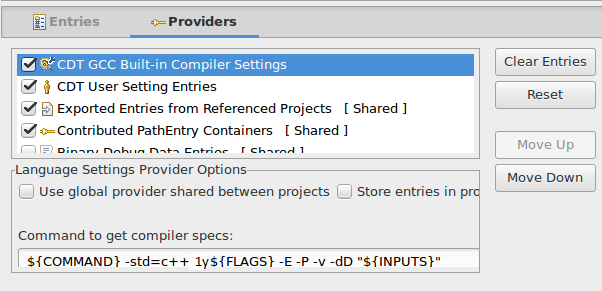 Entries
Providers
CDT GCC Built-in Compiler Settings
CDT User Setting Entries
Exported Entries from Referenced Projects [ Shared ]
Contributed PathEntry Containers [ Shared ]
Binary Debug Data Entries [ Shared ]
Clear Entries
Reset
Move Up
Move Down
Language Settings Provider Options
Use global provider shared between projects
Store entries in pro
Command to get compiler specs:
${COMMAND} -std=c++ 1y${FLAGS} -E -P -v -dD "${INPUTS}"